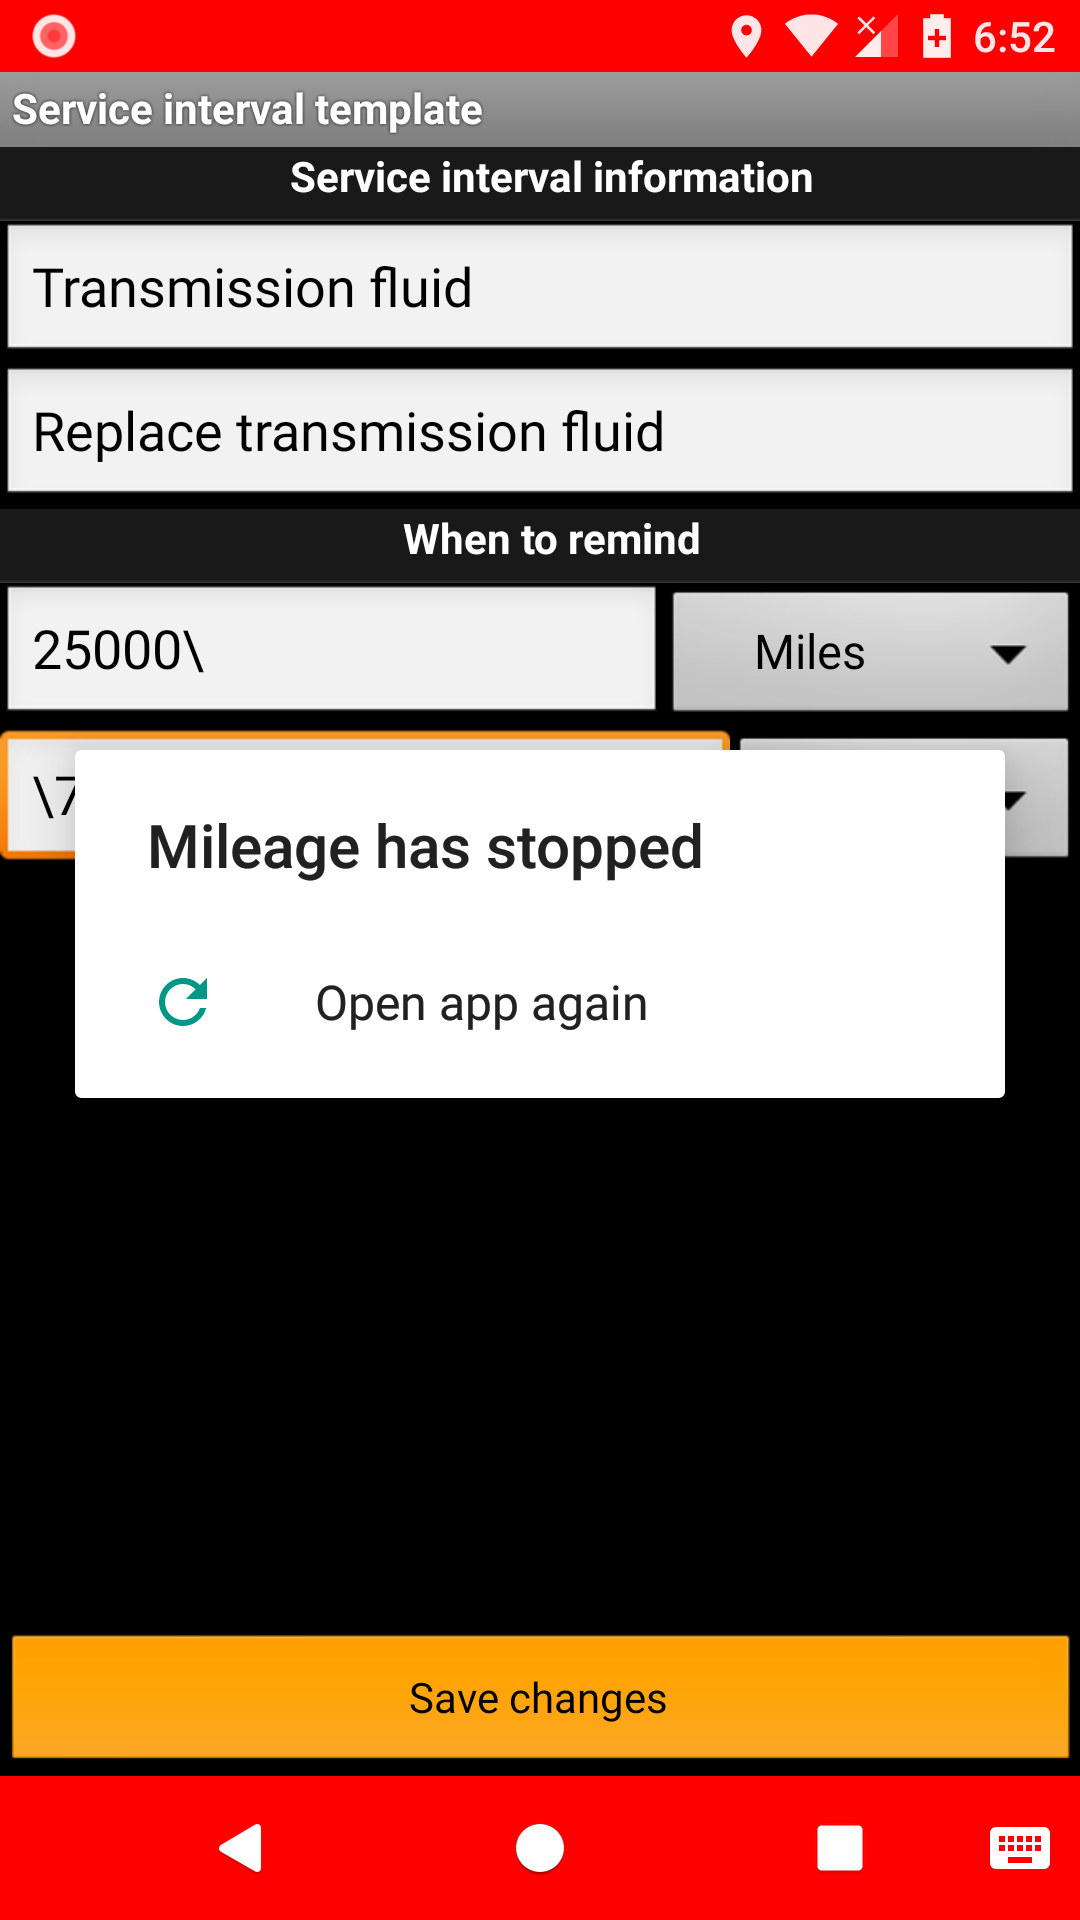 6:52
Service interval template
Service interval information
Transmission fluid
Replace transmission fluid
When to remind
25000\
Miles
\7
Mileage has stopped
Open app again
Save changes